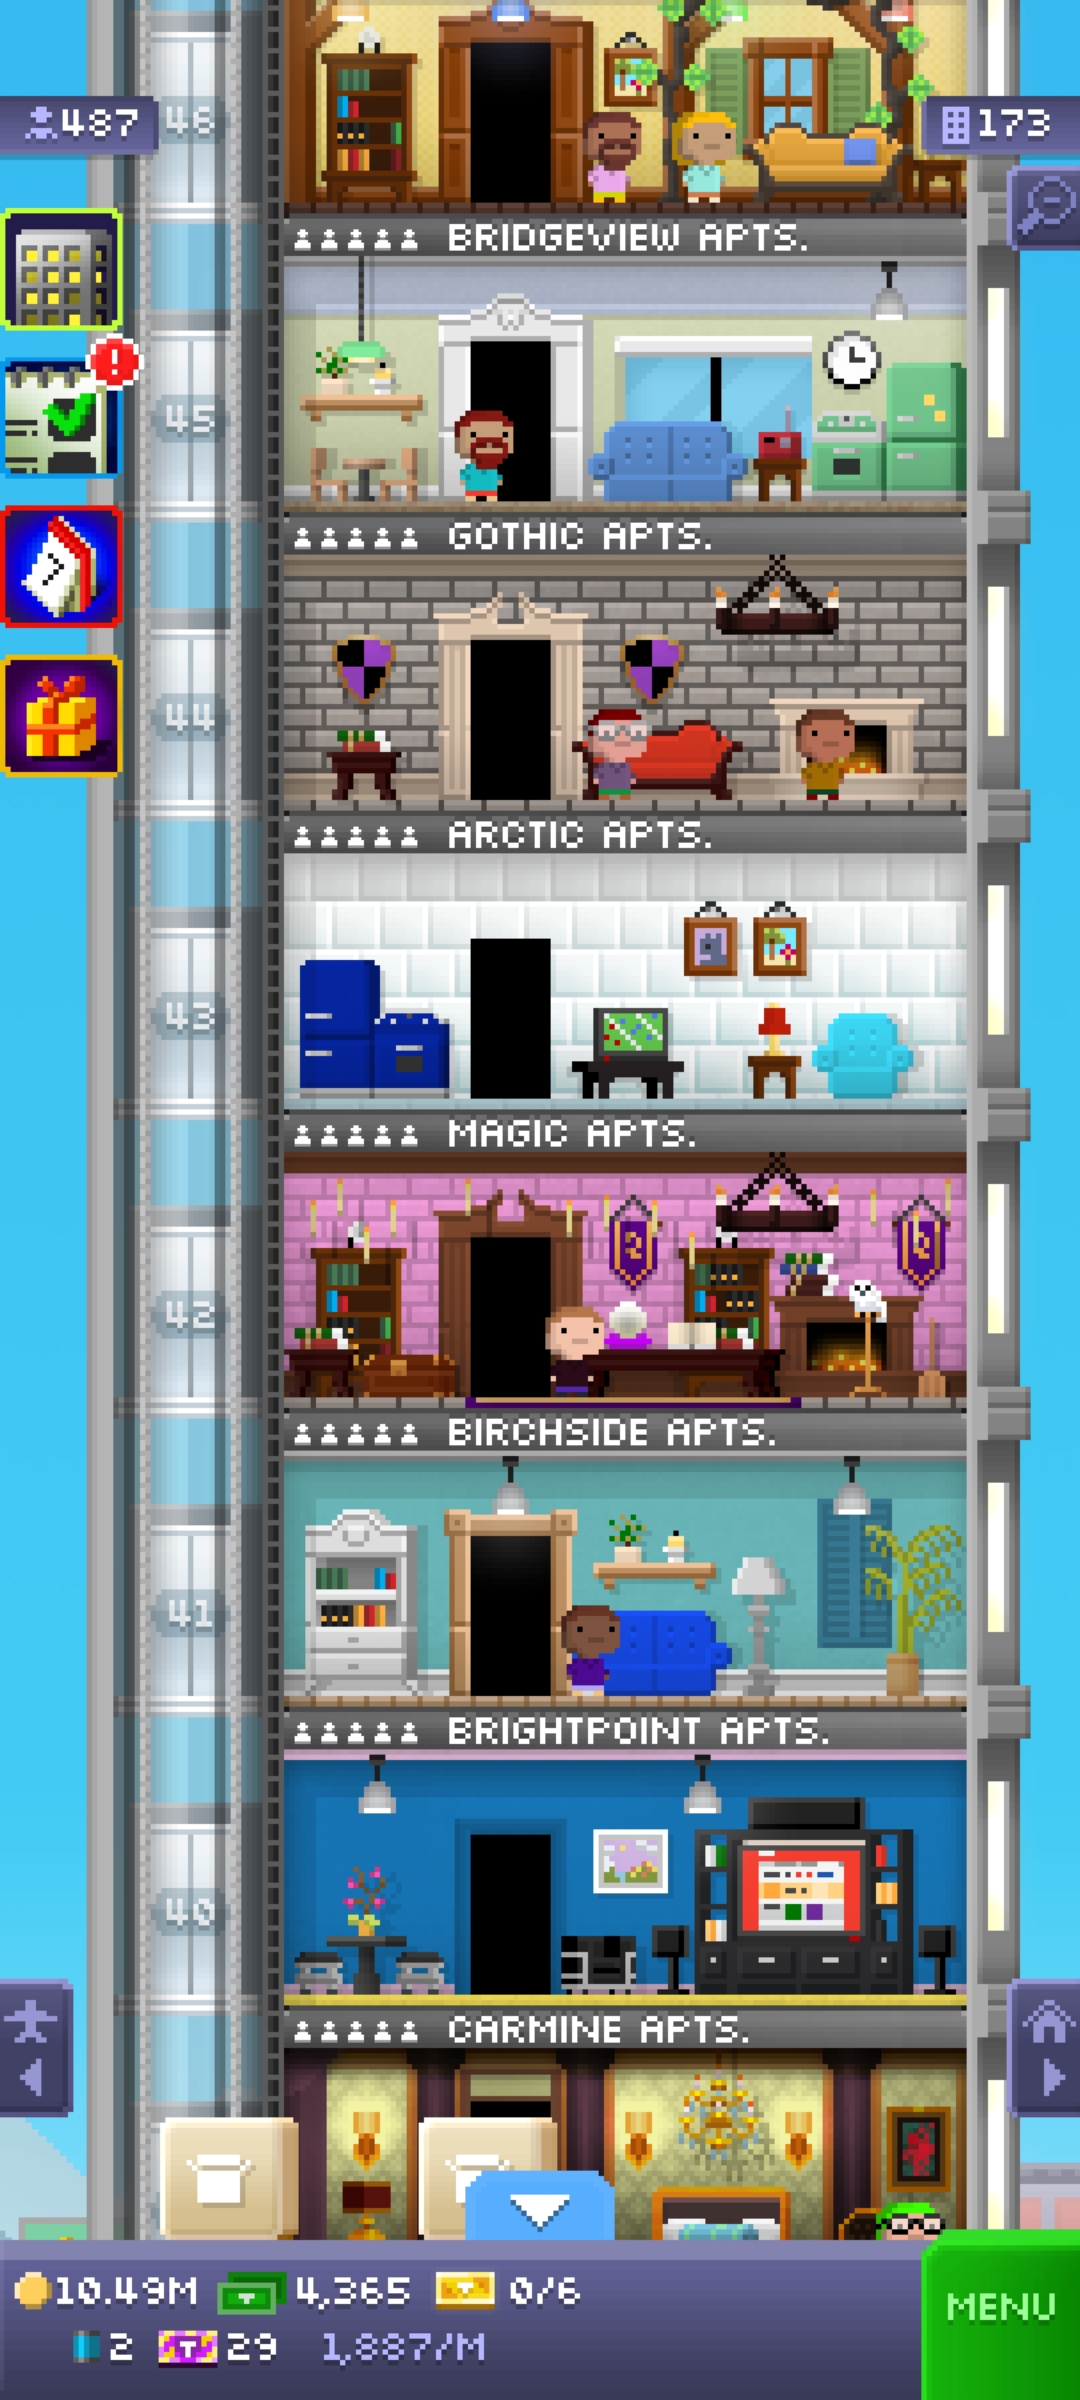 487
46
173
BRIDGEVIEW APTS.
45
GOTHIC APTS.
44
ARCTIC APTS.
43
MAGIC APTS.
42
BIRCHSIDE APTS.
41
BRIGHTPOINT APTS.
40
CARMINE APTS.
10.49M 4,365 0/6
MENU
2 29 1,887/M